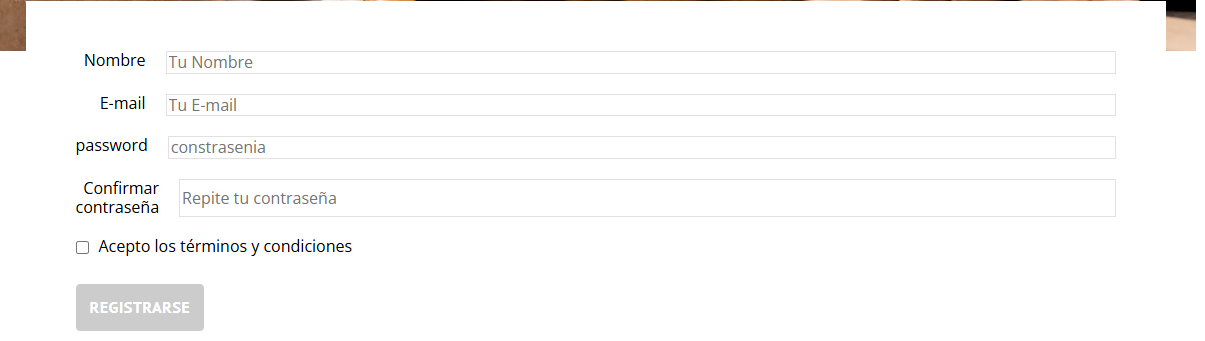 Nombre Tu Nombre
E-mail Tu E-mail
password constrasenia
Confirmar
contraseña Repite tu contraseña
Acepto los términos y condiciones
REGISTRARSE